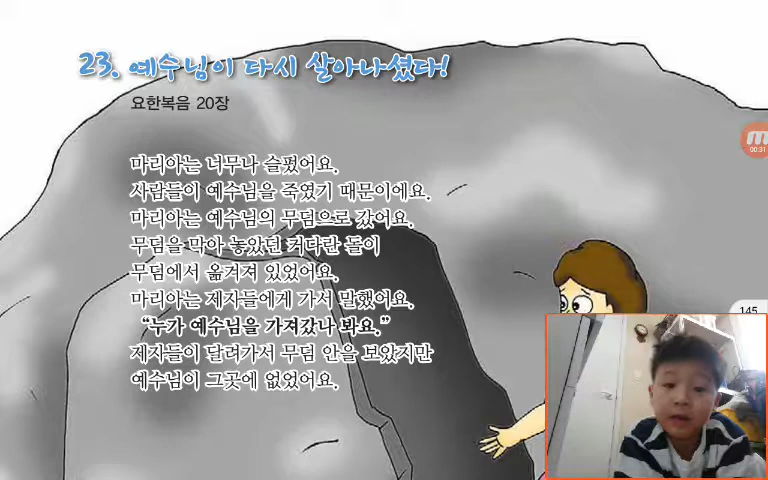 23. 예수님이 다시 살아나셨다!
요한복음 20장
마리아는 너무나 슬펐어요.
사람들이 예수님을 죽였기 때문이에요.
마리아는 예수님의 무덤으로 갔어요.
무덤을 막아 놓았던 커다란 돌이
무덤에서 옮겨져 있었어요.
마리아는 제자들에게 가서 말했어요.
“누가 예수님을 가져갔나 봐요.”
제자들이 달려가서 무덤 안을 보았지만
예수님이 그곳에 없었어요.
00:31
145